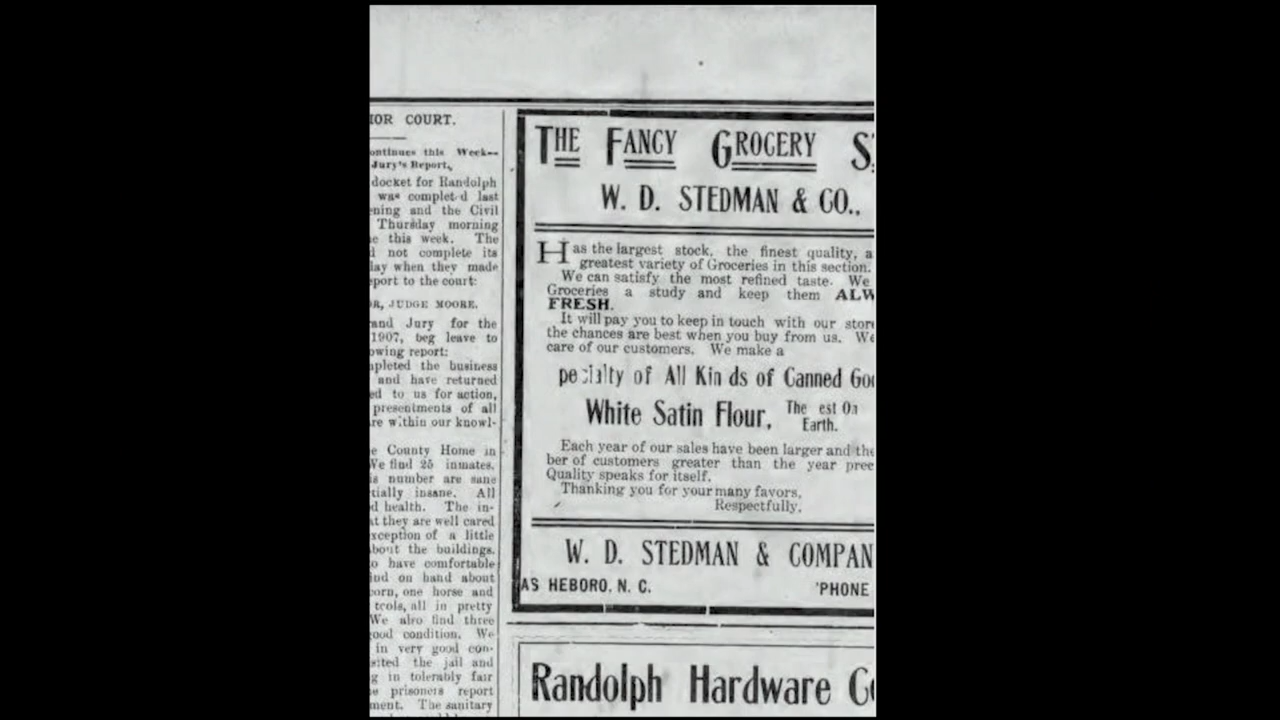 IOR COURT.
ontinues this Week--
Jury's Report,
docket for Randolph
was complet d last
ning and the Civil
Thursday morning
e this week. The
d not complete its
lay when they made
eport to the court:
R, JUDGE MOORE.
and Jury for the
1907, beg leave to
owing report:
mpleted the business
and have returned
ed to us for action,
presentments of all
re within our knowl-
e County Home in
We find 25 inmates.
s number are sane
tially insane. All
d health. The in-
at they are well cared
xception of a little
bout the buildings.
o have comfortable
ind on hand about
corn, one horse and
tools, all in pretty
We also find three
good condition. We
in very good con-
sited the jail and
g in tolerably fair
e prisoners report
ment. The sanitary
THE FANCY GROCERY S
W. D. STEDMAN & CO.,
Has the largest stock, the finest quality, a
greatest variety of Groceries in this section.
We can satisfy the most refined taste. We
Groceries a study and keep them ALW
FRESH.
It will pay you to keep in touch with our stor
the chances are best when you buy from us. We
care of our customers. We make a
pecialty of All Kin ds of Canned Goo
White Satin Flour, The est On
Earth.
Each year of our sales have been larger and the
ber of customers greater than the year prec
Quality speaks for itself.
Thanking you for your many favors,
Respectfully,
W. D. STEDMAN & COMPAN
AS HEBORO, N. C. 'PHONE
Randolph Hardware Co